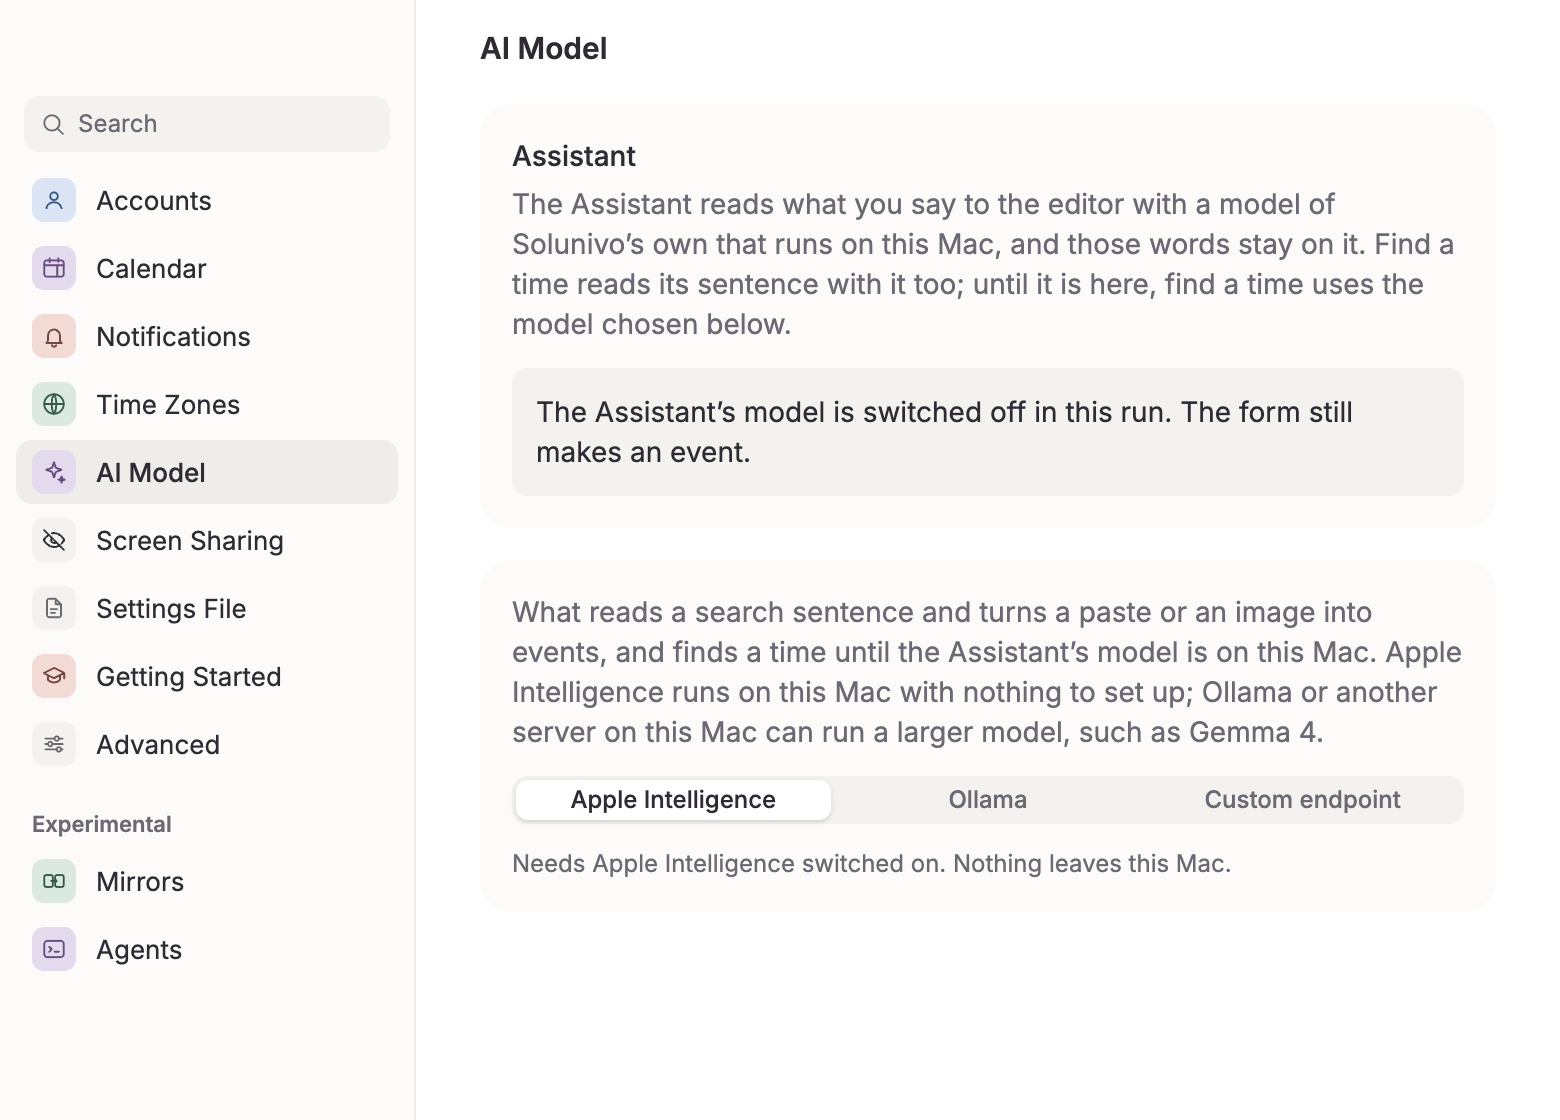 Search
Accounts
Calendar
Notifications
Time Zones
AI Model
Screen Sharing
Settings File
Getting Started
Advanced
Experimental
Mirrors
Agents
AI Model
Assistant
The Assistant reads what you say to the editor with a model of
Solunivo’s own that runs on this Mac, and those words stay on it. Find a
time reads its sentence with it too; until it is here, find a time uses the
model chosen below.
The Assistant’s model is switched off in this run. The form still
makes an event.
What reads a search sentence and turns a paste or an image into
events, and finds a time until the Assistant’s model is on this Mac. Apple
Intelligence runs on this Mac with nothing to set up; Ollama or another
server on this Mac can run a larger model, such as Gemma 4.
Apple Intelligence
Ollama
Custom endpoint
Needs Apple Intelligence switched on. Nothing leaves this Mac.